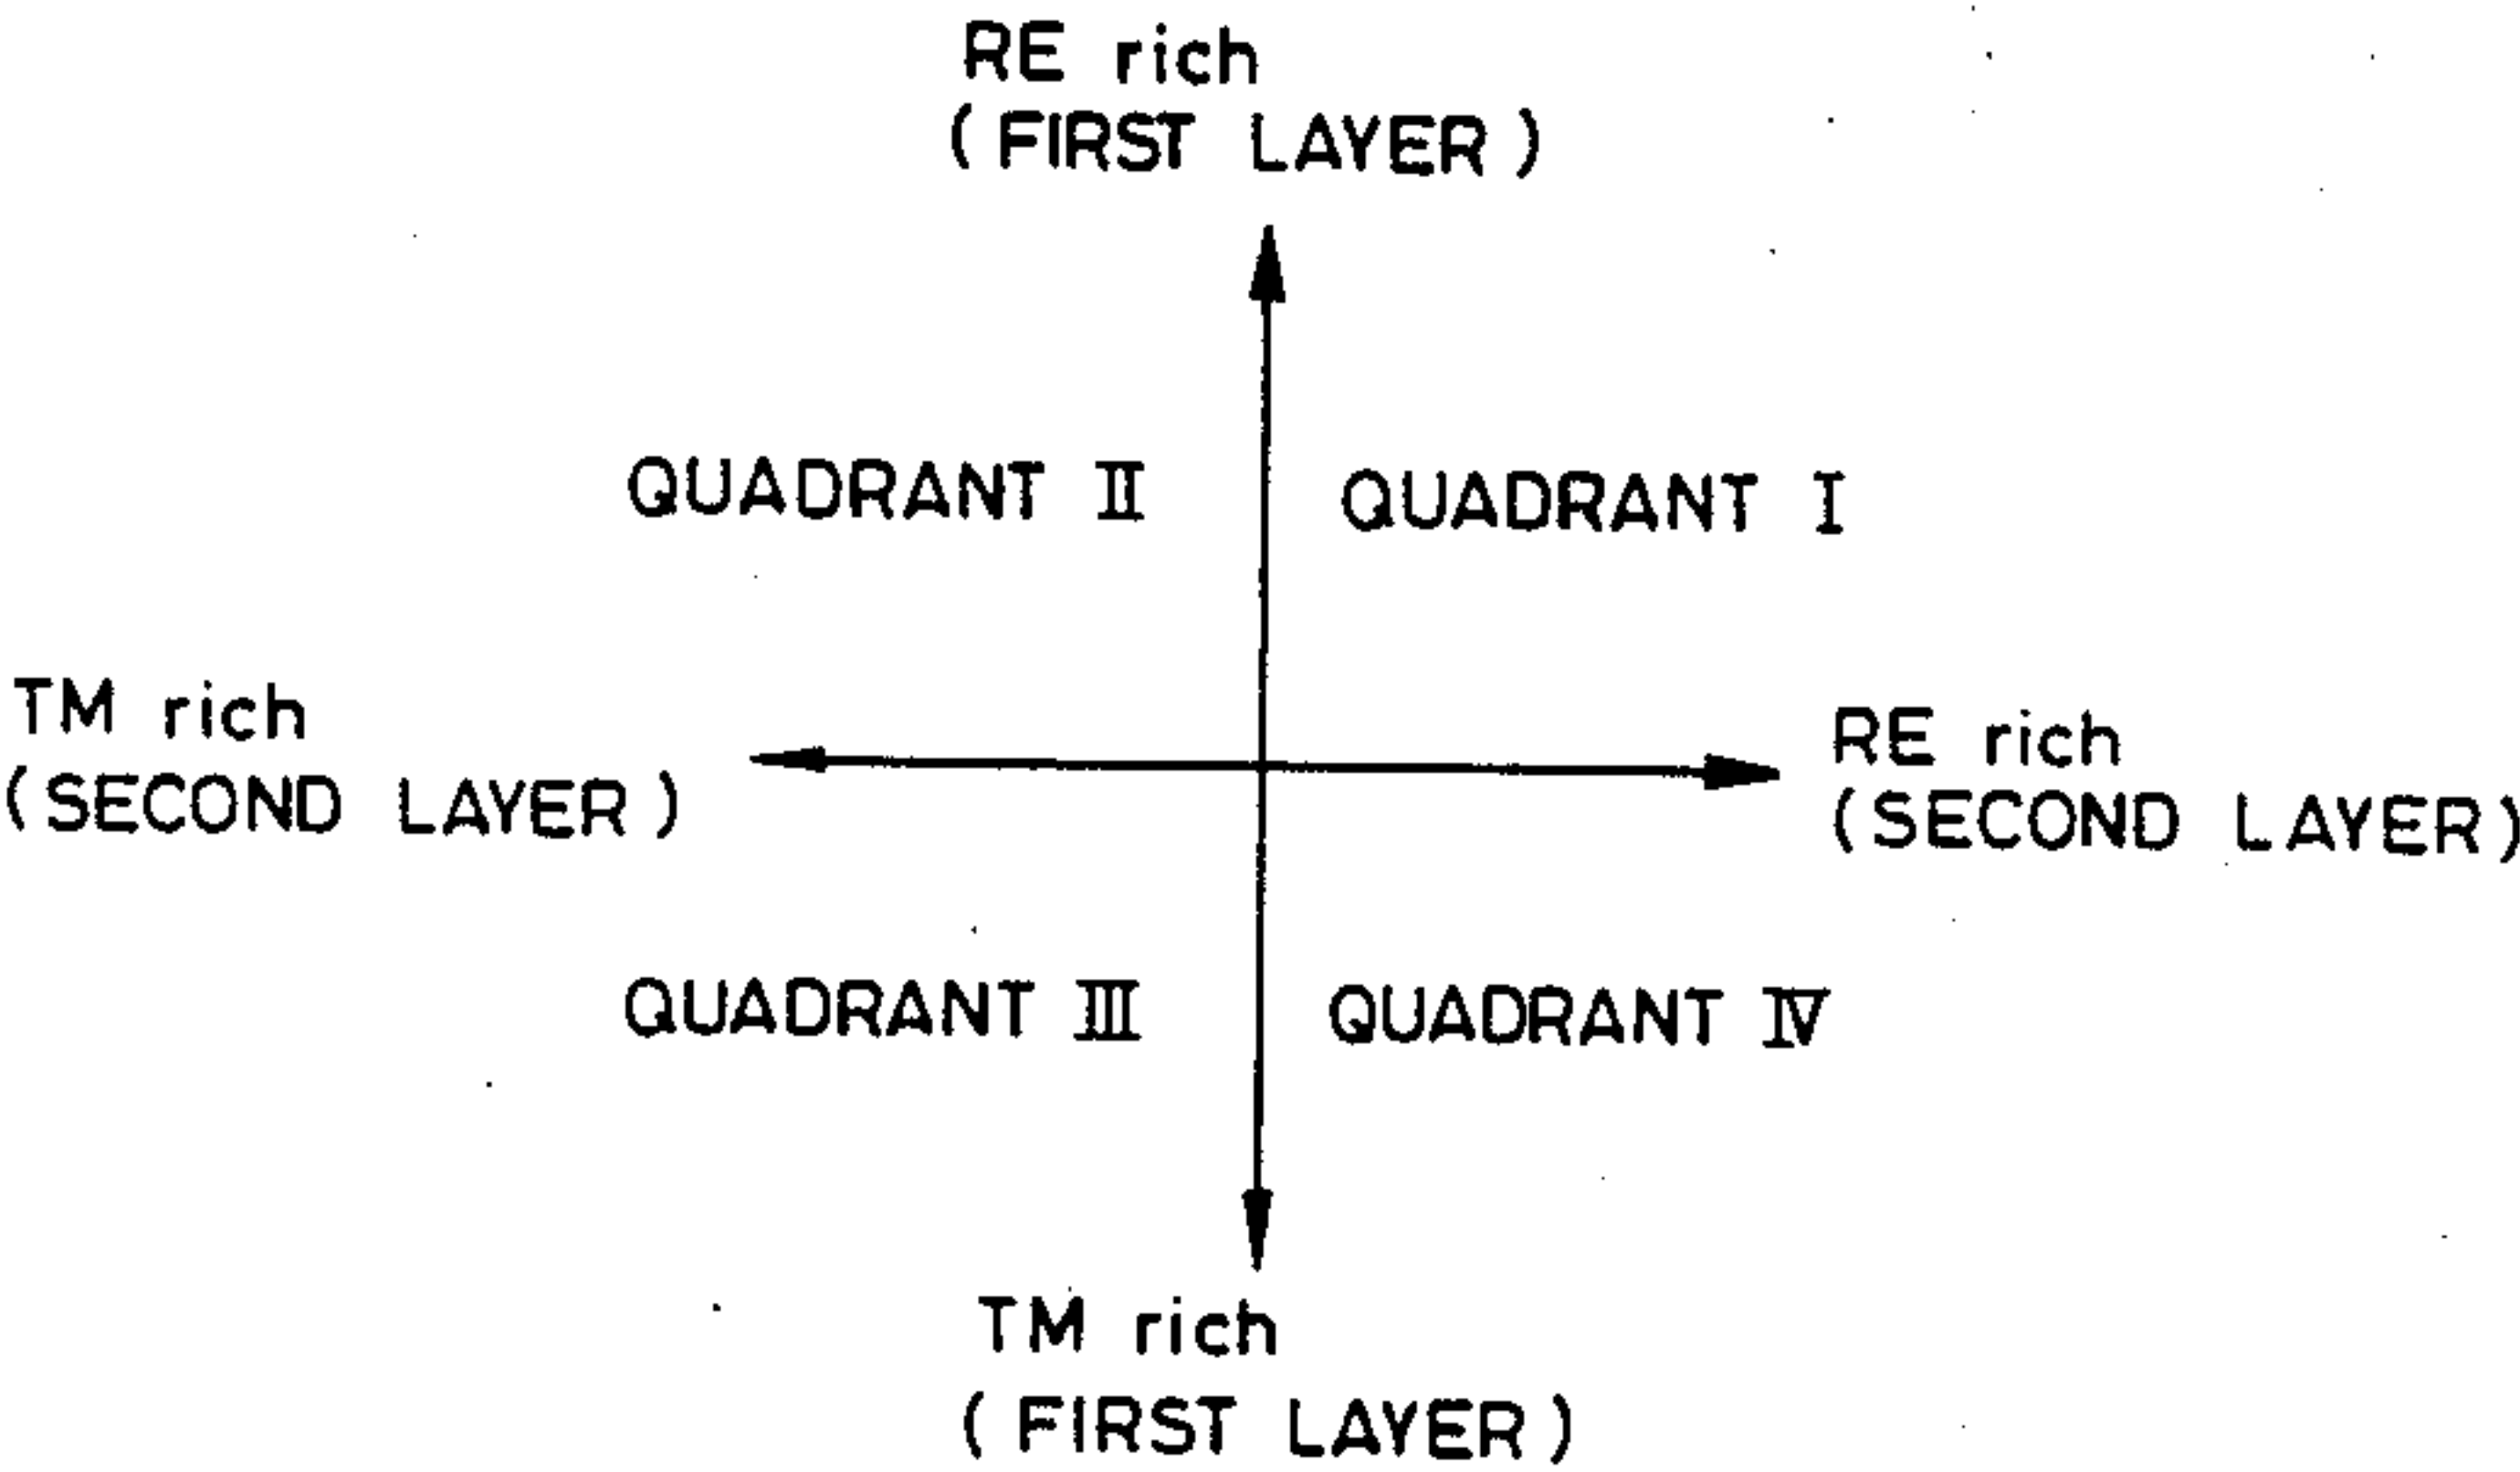 RE rich
(FIRST LAYER)
QUADRANT II
QUADRANT I
TM rich
(SECOND LAYER)
RE rich
(SECOND LAYER)
QUADRANT III
QUADRANT IV
TM rich
(FIRST LAYER)